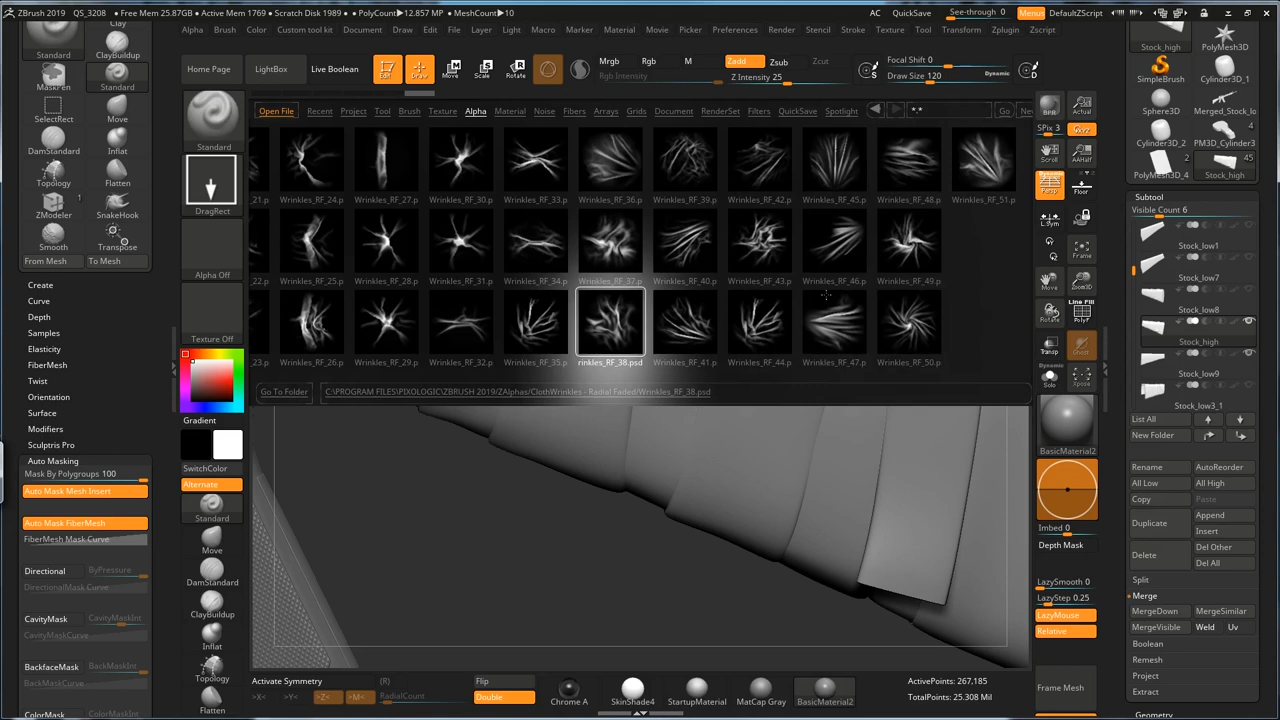 ZBrush 2019 QS_3208 • Free Mem 25.87GB • Active Mem 1769 • Scratch Disk 1989 • PolyCount▶12.857 MP • MeshCount▶10 AC QuickSave See-through 0 Menus DefaultZScript
Alpha Brush Color Custom tool kit Document Draw Edit File Layer Light Macro Marker Material Movie Picker Preferences Render Stencil Stroke Texture Tool Transform Zplugin Zscript
Clay
Standard
ClayBuildup
MaskPen
Standard
SelectRect
Move
DamStandard
Inflat
Topology
Flatten
ZModeler
SnakeHook
Smooth
Transpose
From Mesh To Mesh
Create
Curve
Depth
Samples
Elasticity
FiberMesh
Twist
Orientation
Surface
Modifiers
Sculptris Pro
Auto Masking
Mask By Polygroups 100
Auto Mask Mesh Insert
Auto Mask FiberMesh
FiberMesh Mask Curve
Directional ByPressure
DirectionalMask Curve
CavityMask CavityMaskInt
CavityMaskCurve
BackfaceMask BackMaskInt
BackMaskCurve
ColorMask ColorMaskInt
Home Page LightBox Live Boolean Edit Draw Move Scale Rotate
Mrgb Rgb M Zadd Zsub Zcut
Rgb Intensity Z Intensity 25
Focal Shift 0
Draw Size 120 Dynamic
S D
Standard
DragRect
Alpha Off
Texture Off
Gradient
SwitchColor
Alternate
Standard
Move
DamStandard
ClayBuildup
Inflat
Topology
Flatten
Open File Recent Project Tool Brush Texture Alpha Material Noise Fibers Arrays Grids Document RenderSet Filters QuickSave Spotlight *.* Go New
_21.p Wrinkles_RF_24.p Wrinkles_RF_27.p Wrinkles_RF_30.p Wrinkles_RF_33.p Wrinkles_RF_36.p Wrinkles_RF_39.p Wrinkles_RF_42.p Wrinkles_RF_45.p Wrinkles_RF_48.p Wrinkles_RF_51.p
_22.p Wrinkles_RF_25.p Wrinkles_RF_28.p Wrinkles_RF_31.p Wrinkles_RF_34.p Wrinkles_RF_37.p Wrinkles_RF_40.p Wrinkles_RF_43.p Wrinkles_RF_46.p Wrinkles_RF_49.p
_23.p Wrinkles_RF_26.p Wrinkles_RF_29.p Wrinkles_RF_32.p Wrinkles_RF_35.p rinkles_RF_38.psd Wrinkles_RF_41.p Wrinkles_RF_44.p Wrinkles_RF_47.p Wrinkles_RF_50.p
Go To Folder C:\PROGRAM FILES\PIXOLOGIC\ZBRUSH 2019/ZAlphas/ClothWrinkles - Radial Faded/Wrinkles_RF_38.psd
Activate Symmetry (R)
>X< >Y< >Z< >M< RadialCount
Flip
Double
Chrome A SkinShade4 StartupMaterial MatCap Gray BasicMaterial2
ActivePoints: 267,185
TotalPoints: 25.308 Mil
BPR
SPix 3
Scroll
Dynamic
Persp
L.Sym
Move
Rotate
Transp
Dynamic
Solo
Actual
AAHalf
Floor
Frame
Zoom3D
Line Fill
PolyF
Ghost
Xpose
BasicMaterial2
Imbed 0
Depth Mask
LazySmooth 0
LazyStep 0.25
LazyMouse
Relative
Frame Mesh
Stock_high
PolyMesh3D
SimpleBrush
Cylinder3D_1
Sphere3D
Merged_Stock_lo
Cylinder3D_2
4
PM3D_Cylinder3
2
PolyMesh3D_4
45
Stock_high
Subtool
Visible Count 6
Stock_low1
Stock_low7
Stock_low8
Stock_high
Stock_low9
Stock_low3_1
List All
New Folder
Rename AutoReorder
All Low All High
Copy Paste
Duplicate Append
Insert
Delete Del Other
Del All
Split
Merge
MergeDown MergeSimilar
MergeVisible Weld Uv
Boolean
Remesh
Project
Extract
Geometry